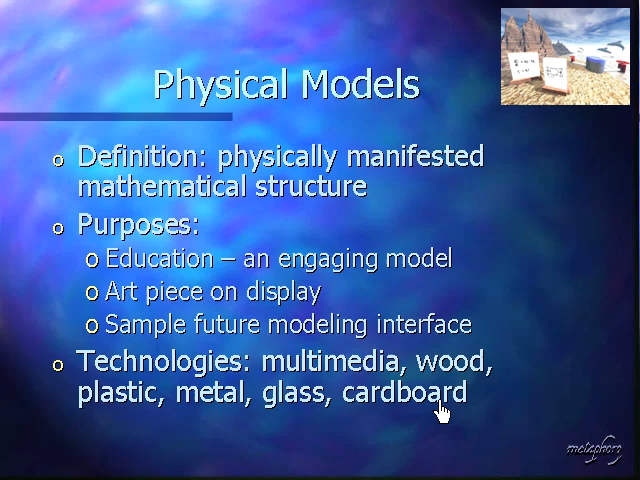 Physical Models
o Definition: physically manifested
mathematical structure
o Purposes:
o Education – an engaging model
o Art piece on display
o Sample future modeling interface
o Technologies: multimedia, wood,
plastic, metal, glass, cardboard